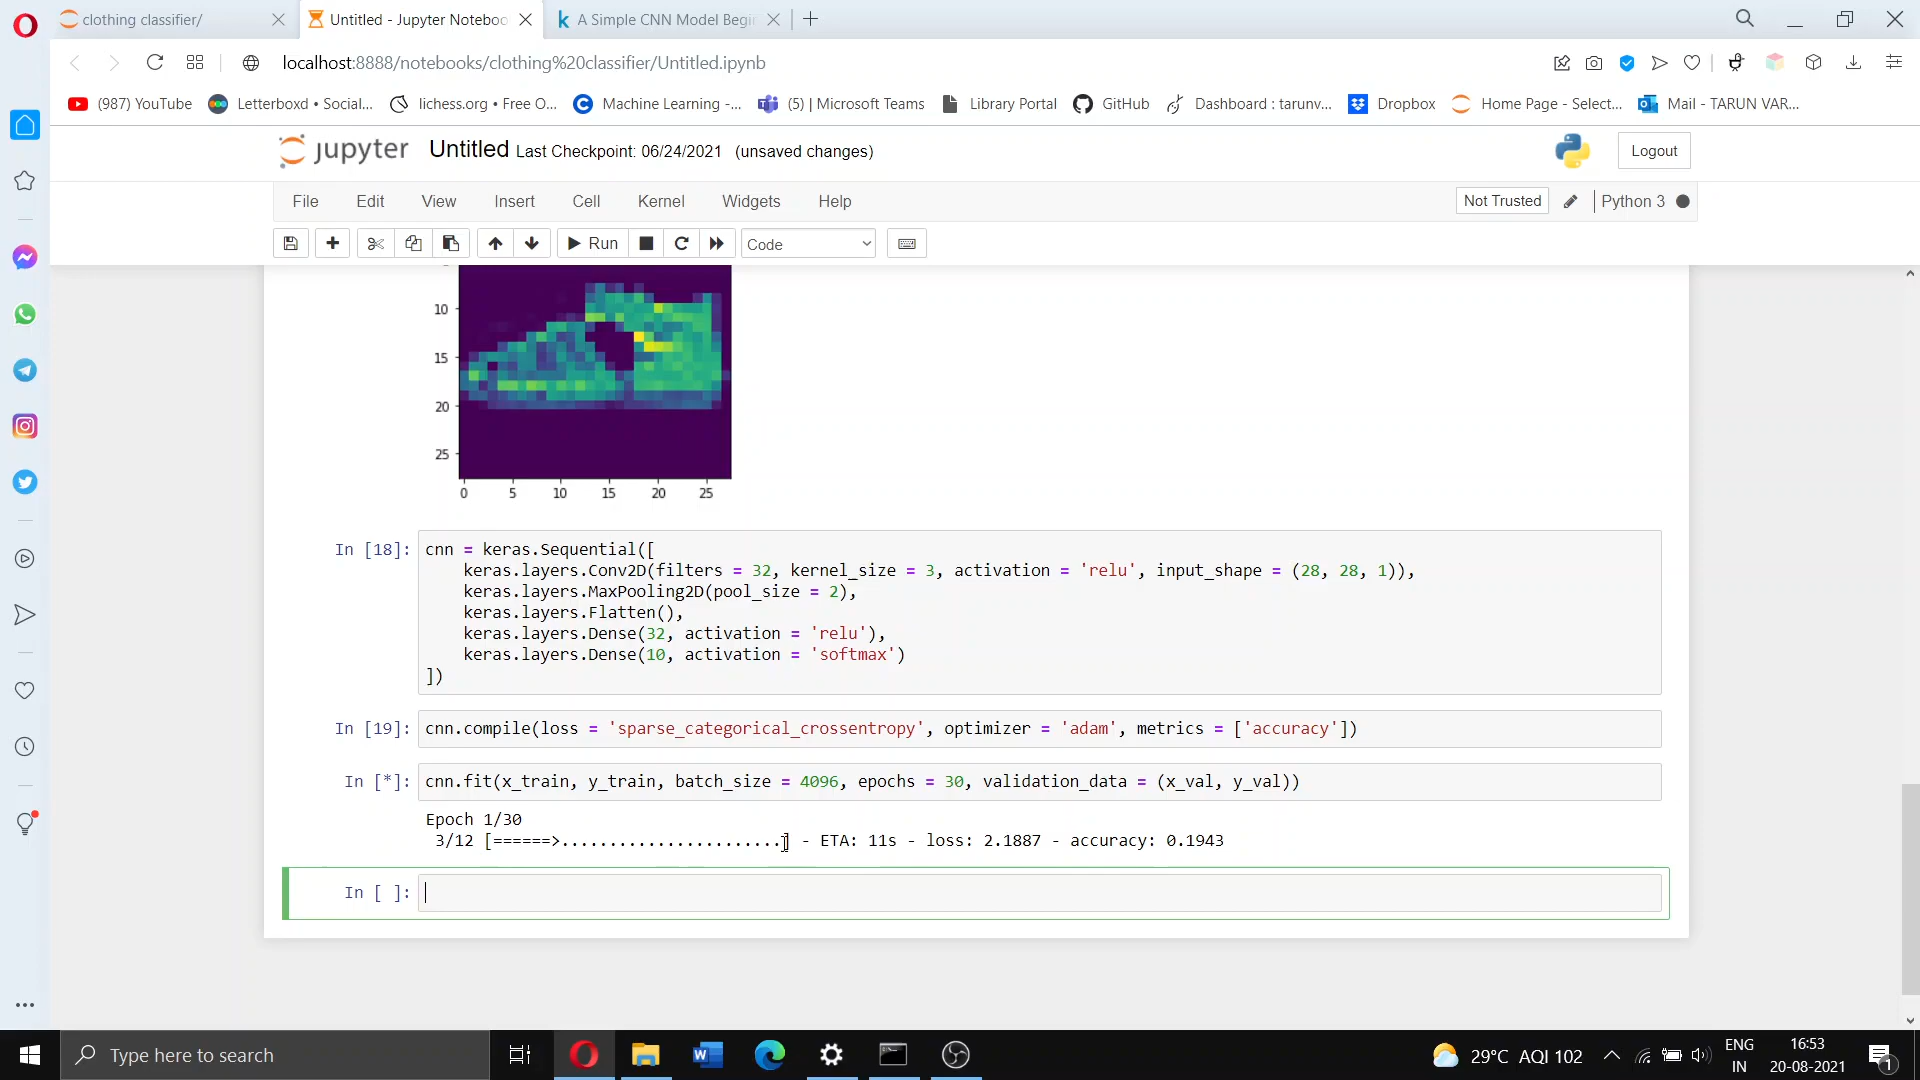 clothing classifier/
Untitled - Jupyter Noteboo
A Simple CNN Model Begi
localhost:8888/notebooks/clothing%20classifier/Untitled.ipynb
(987) YouTube
Letterboxd • Social...
lichess.org • Free O...
Machine Learning -...
(5) | Microsoft Teams
Library Portal
GitHub
Dashboard : tarunv...
Dropbox
Home Page - Select...
Mail - TARUN VAR...
jupyter Untitled Last Checkpoint: 06/24/2021 (unsaved changes)
Logout
File Edit View Insert Cell Kernel Widgets Help
Not Trusted
Python 3
Run
Code
10
15
20
25
0 5 10 15 20 25
In [18]: cnn = keras.Sequential([
keras.layers.Conv2D(filters = 32, kernel_size = 3, activation = 'relu', input_shape = (28, 28, 1)),
keras.layers.MaxPooling2D(pool_size = 2),
keras.layers.Flatten(),
keras.layers.Dense(32, activation = 'relu'),
keras.layers.Dense(10, activation = 'softmax')
])
In [19]: cnn.compile(loss = 'sparse_categorical_crossentropy', optimizer = 'adam', metrics = ['accuracy'])
In [*]: cnn.fit(x_train, y_train, batch_size = 4096, epochs = 30, validation_data = (x_val, y_val))
Epoch 1/30
3/12 [======>.......................] - ETA: 11s - loss: 2.1887 - accuracy: 0.1943
In [ ]:
Type here to search
29°C AQI 102
ENG
IN
16:53
20-08-2021
1